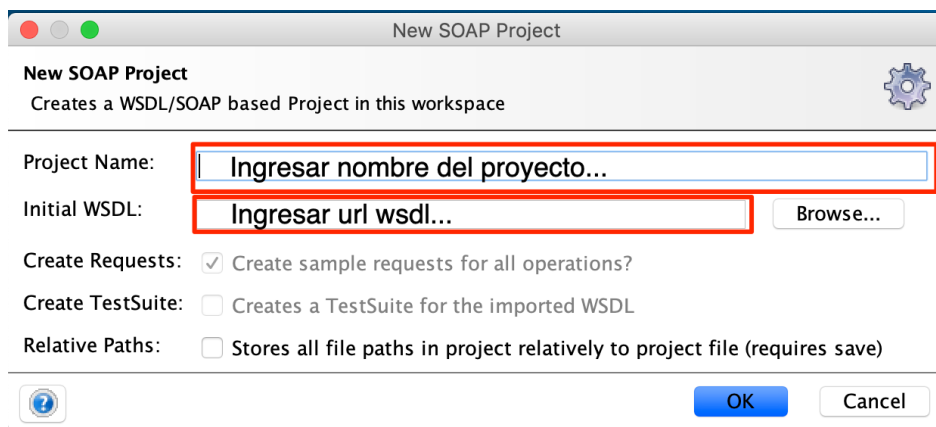 New SOAP Project
New SOAP Project
Creates a WSDL/SOAP based Project in this workspace
Project Name: Ingresar nombre del proyecto...
Initial WSDL: Ingresar url wsdl... Browse...
Create Requests: Create sample requests for all operations?
Create TestSuite: Creates a TestSuite for the imported WSDL
Relative Paths: Stores all file paths in project relatively to project file (requires save)
? OK Cancel